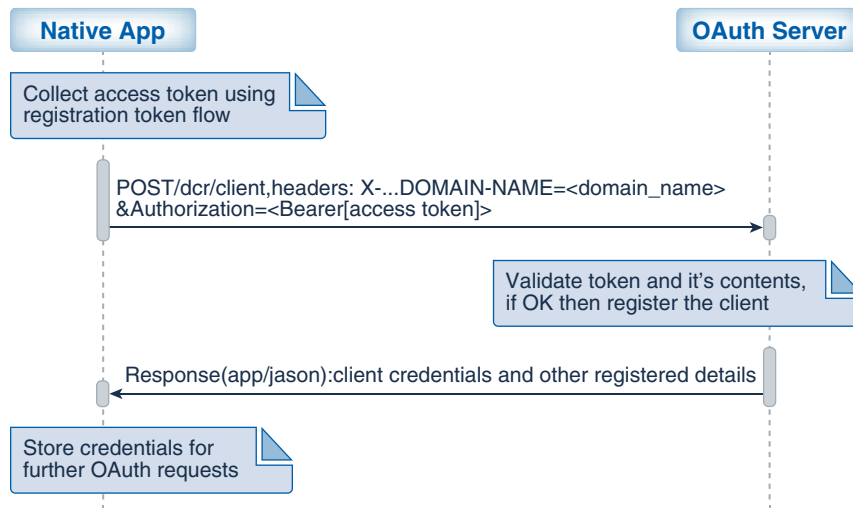 Native App
OAuth Server
Collect access token using
registration token flow
POST/dcr/client,headers: X-...DOMAIN-NAME=<domain_name>
&Authorization=<Bearer[access token]>
Validate token and it's contents,
if OK then register the client
Response(app/jason):client credentials and other registered details
Store credentials for
further OAuth requests